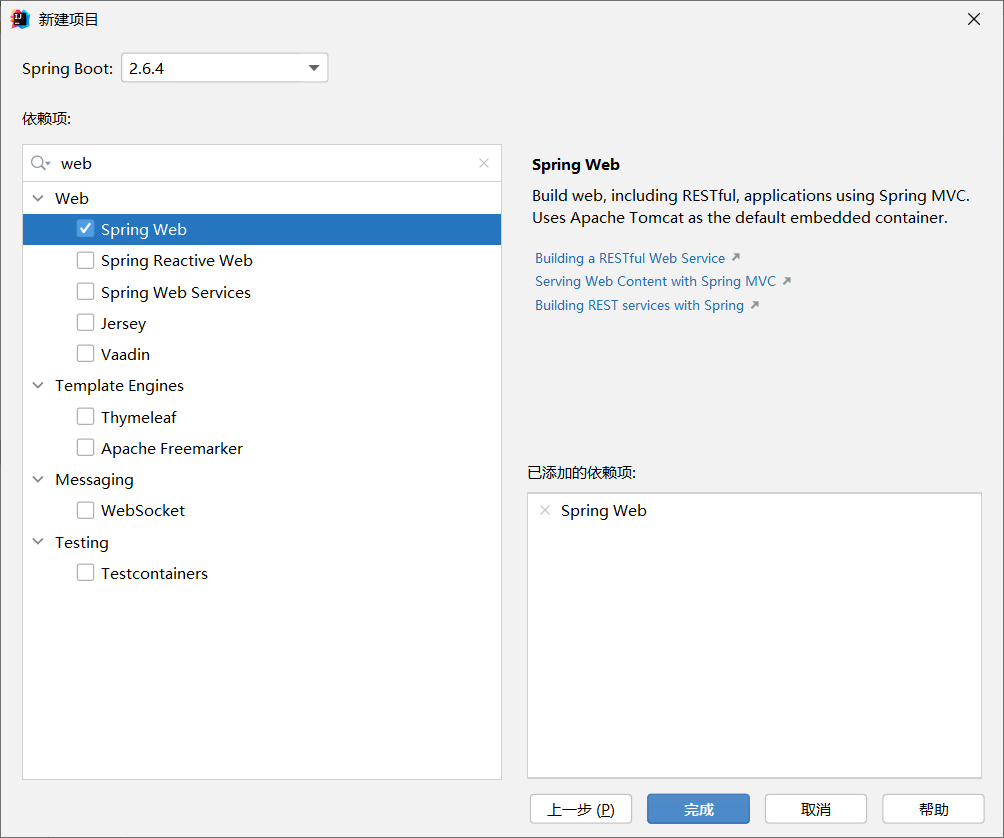 新建项目
Spring Boot: 2.6.4
依赖项:
web
Web
Spring Web
Spring Reactive Web
Spring Web Services
Jersey
Vaadin
Template Engines
Thymeleaf
Apache Freemarker
Messaging
WebSocket
Testing
Testcontainers
Spring Web
Build web, including RESTful, applications using Spring MVC.
Uses Apache Tomcat as the default embedded container.
Building a RESTful Web Service
Serving Web Content with Spring MVC
Building REST services with Spring
已添加的依赖项:
Spring Web
上一步 (P) 完成 取消 帮助